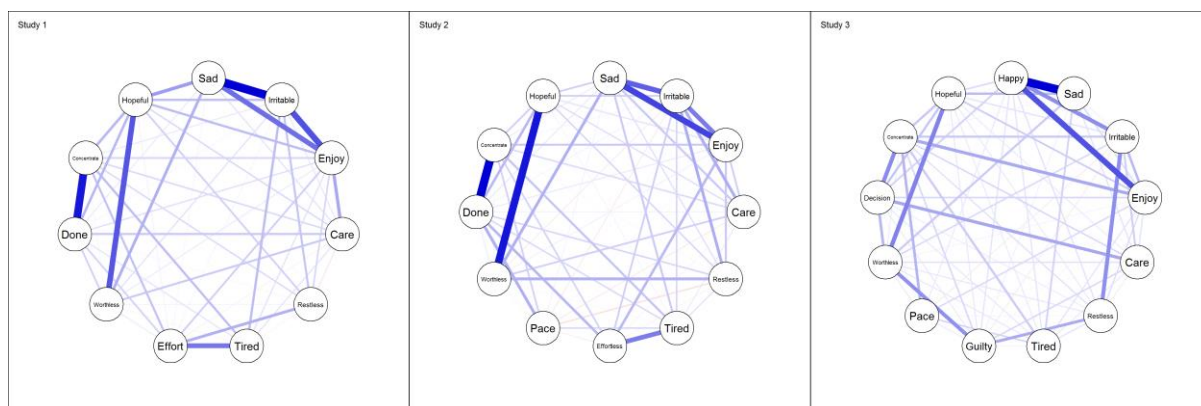 Study 1
Sad
Hopeful
Irritable
Concentrate
Enjoy
Done
Care
Worthless
Restless
Effort
Tired
Study 2
Sad
Hopeful
Irritable
Concentrate
Enjoy
Done
Care
Worthless
Restless
Pace
Tired
Effortless
Study 3
Happy
Sad
Hopeful
Concentrate
Irritable
Decision
Enjoy
Worthless
Care
Pace
Restless
Guilty
Tired